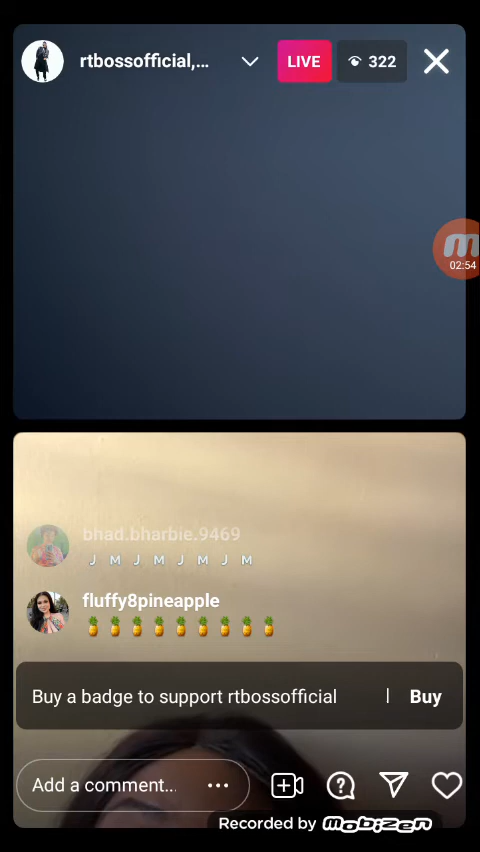 rtbossofficial,...
LIVE
322
02:54
bhad.bharbie.9469
J M J M J M J M
fluffy8pineapple
🍍🍍🍍🍍🍍🍍🍍🍍🍍
Buy a badge to support rtbossofficial | Buy
Add a comment...
Recorded by mobizen